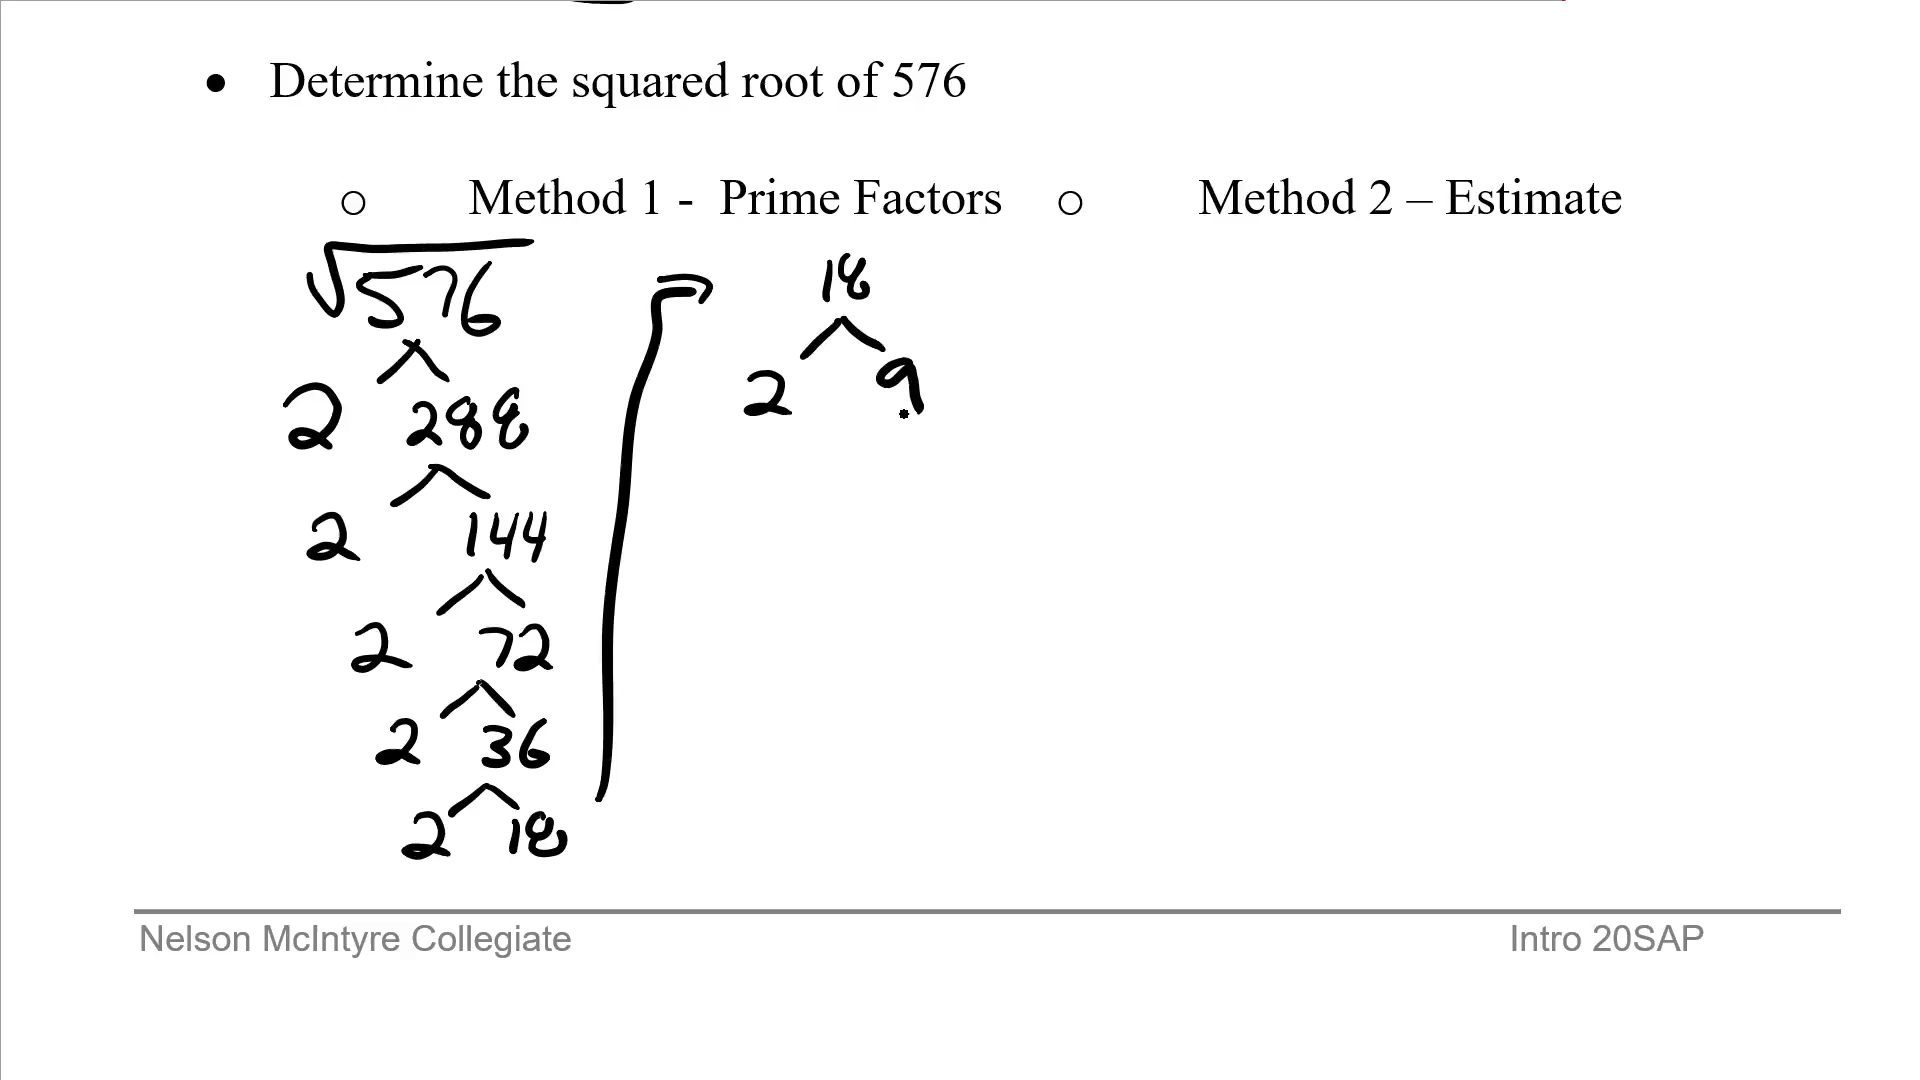 • Determine the squared root of 576
○ Method 1 - Prime Factors ○ Method 2 – Estimate
√576
2 288
2 144
2 72
2 36
2 18
18
2 9
Nelson McIntyre Collegiate Intro 20SAP